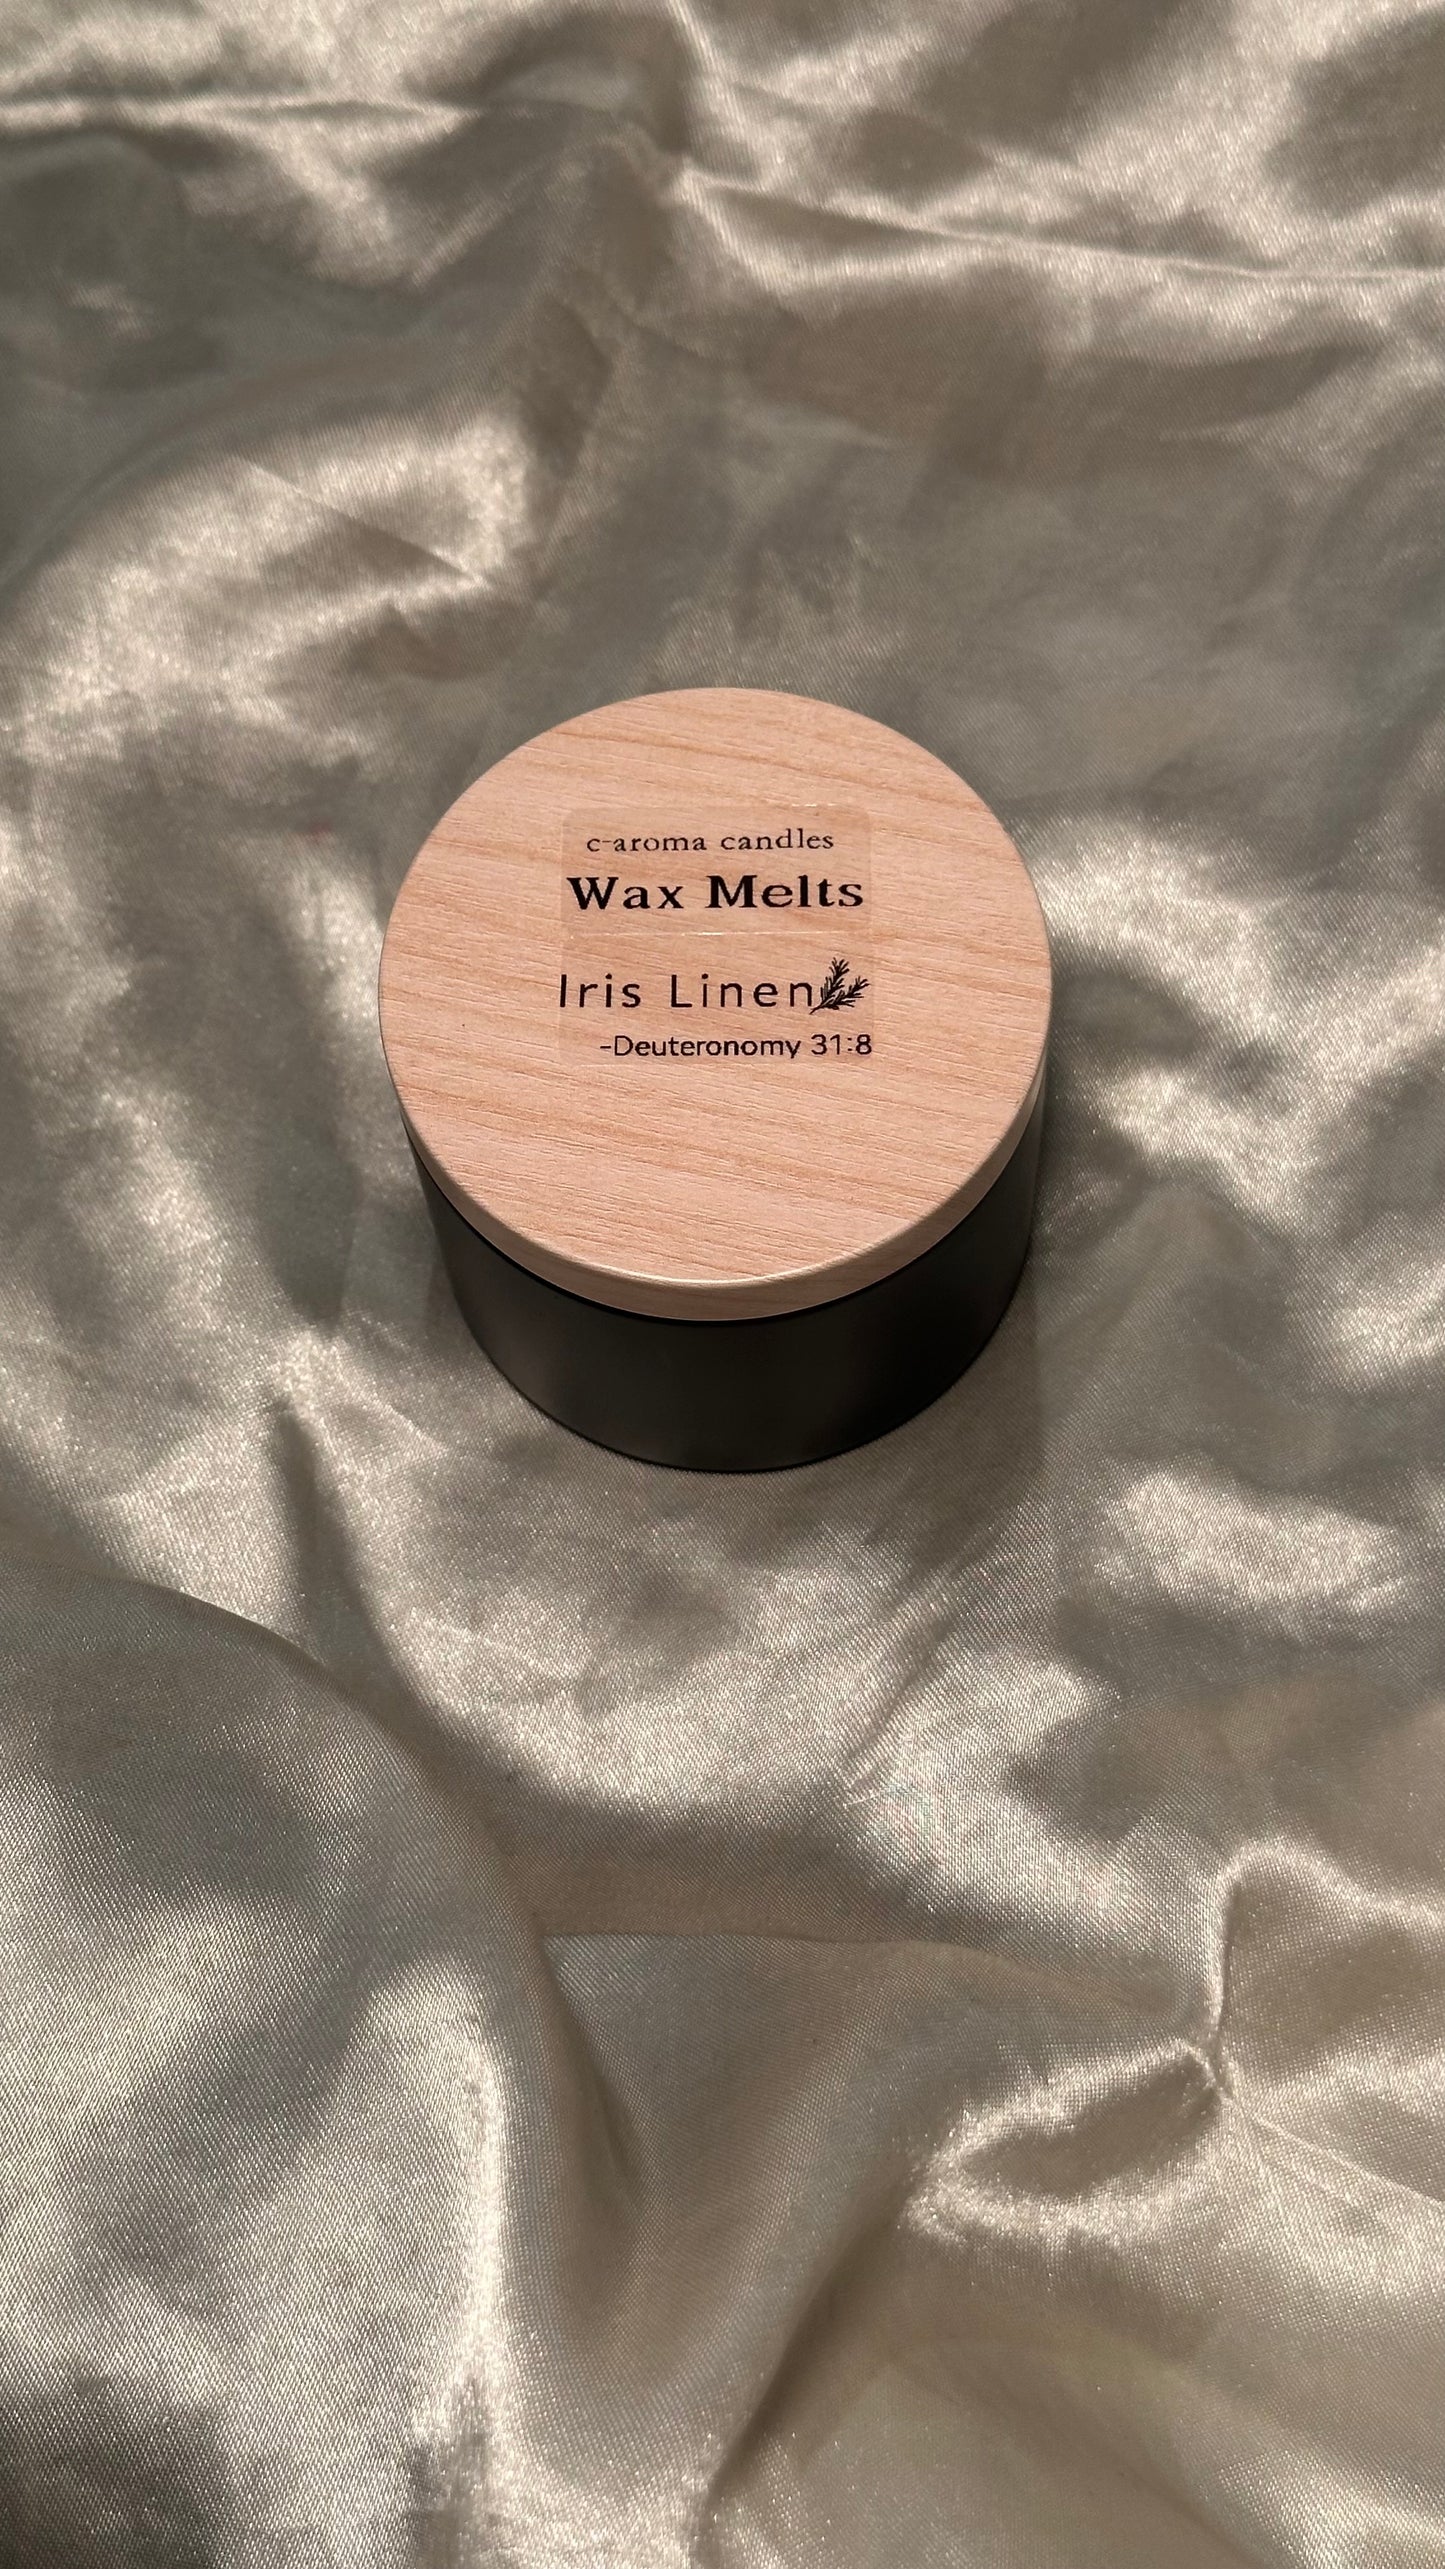 c-aroma candles
Wax Melts
Iris Linen
-Deuteronomy 31:8